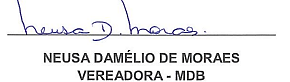 Neusa D. Moraes
NEUSA DAMÉLIO DE MORAES
VEREADORA - MDB